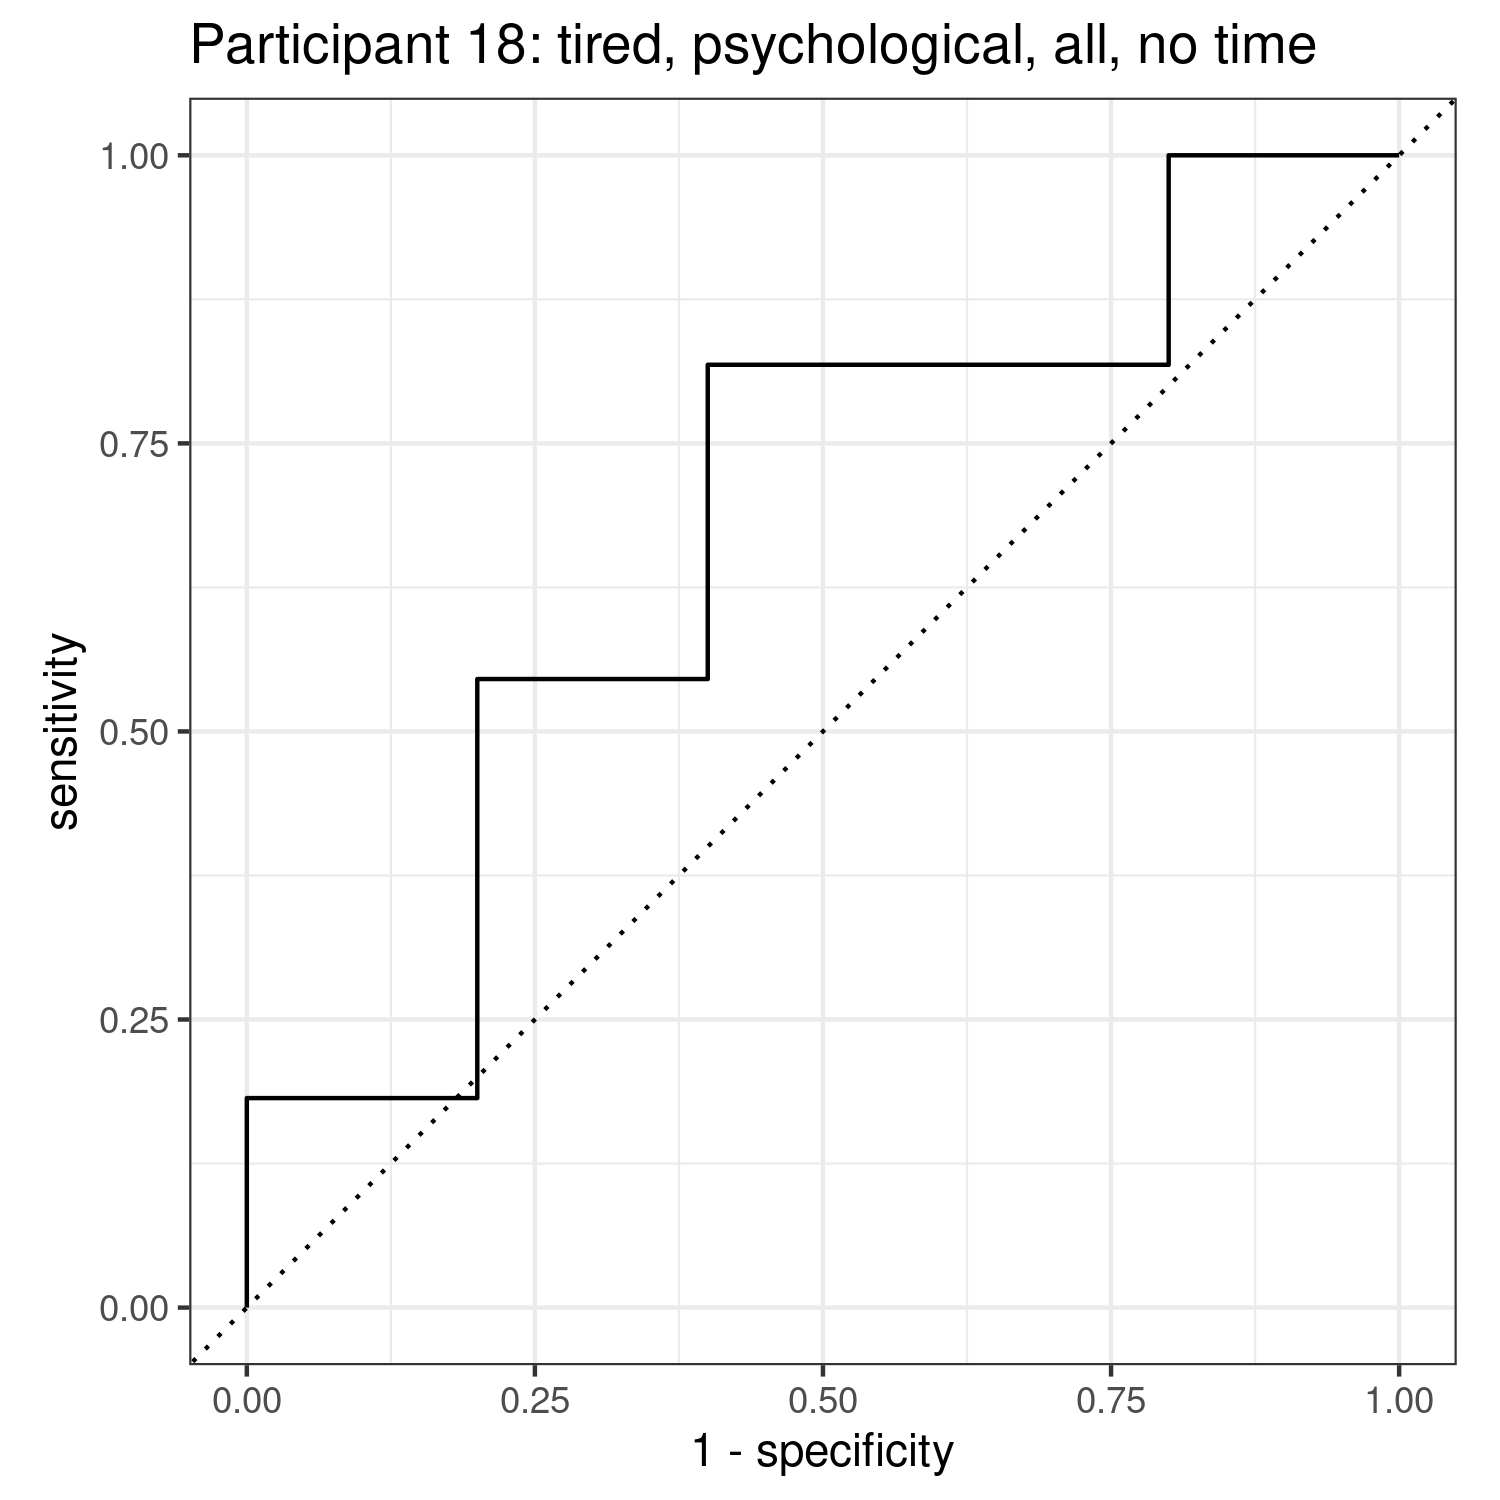 Participant 18: tired, psychological, all, no time
1.00
0.75
0.50
0.25
0.00
sensitivity
0.00 0.25 0.50 0.75 1.00
1 - specificity